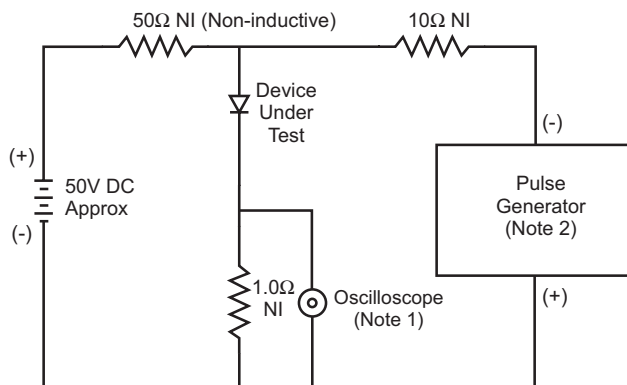 50Ω NI (Non-inductive)
10Ω NI
Device
Under
Test
(+)
50V DC
Approx
(-)
(-)
Pulse
Generator
(Note 2)
(+)
1.0Ω
NI
Oscilloscope
(Note 1)